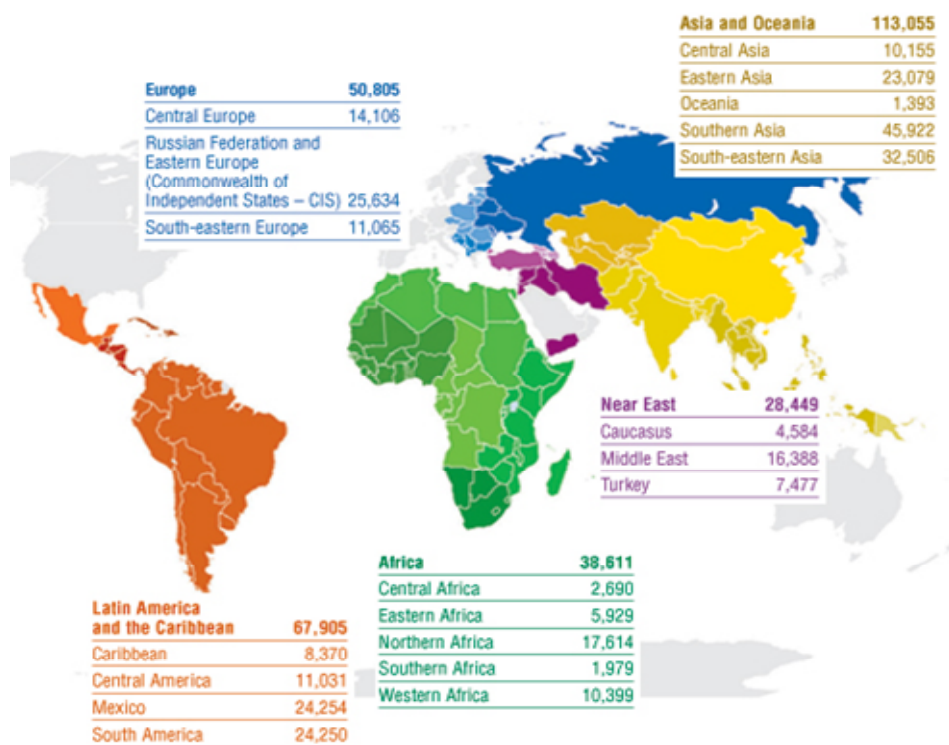 Asia and Oceania 113,055
Central Asia 10,155
Eastern Asia 23,079
Oceania 1,393
Southern Asia 45,922
South-eastern Asia 32,506
Europe 50,805
Central Europe 14,106
Russian Federation and
Eastern Europe
(Commonwealth of
Independent States – CIS) 25,634
South-eastern Europe 11,065
Near East 28,449
Caucasus 4,584
Middle East 16,388
Turkey 7,477
Africa 38,611
Central Africa 2,690
Eastern Africa 5,929
Northern Africa 17,614
Southern Africa 1,979
Western Africa 10,399
Latin America
and the Caribbean 67,905
Caribbean 8,370
Central America 11,031
Mexico 24,254
South America 24,250